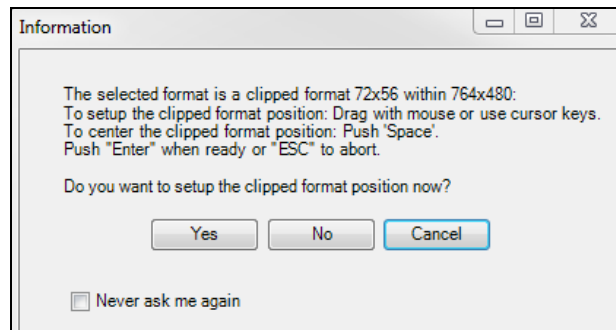 Information
The selected format is a clipped format 72x56 within 764x480:
To setup the clipped format position: Drag with mouse or use cursor keys.
To center the clipped format position: Push 'Space'.
Push "Enter" when ready or "ESC" to abort.
Do you want to setup the clipped format position now?
Yes No Cancel
Never ask me again